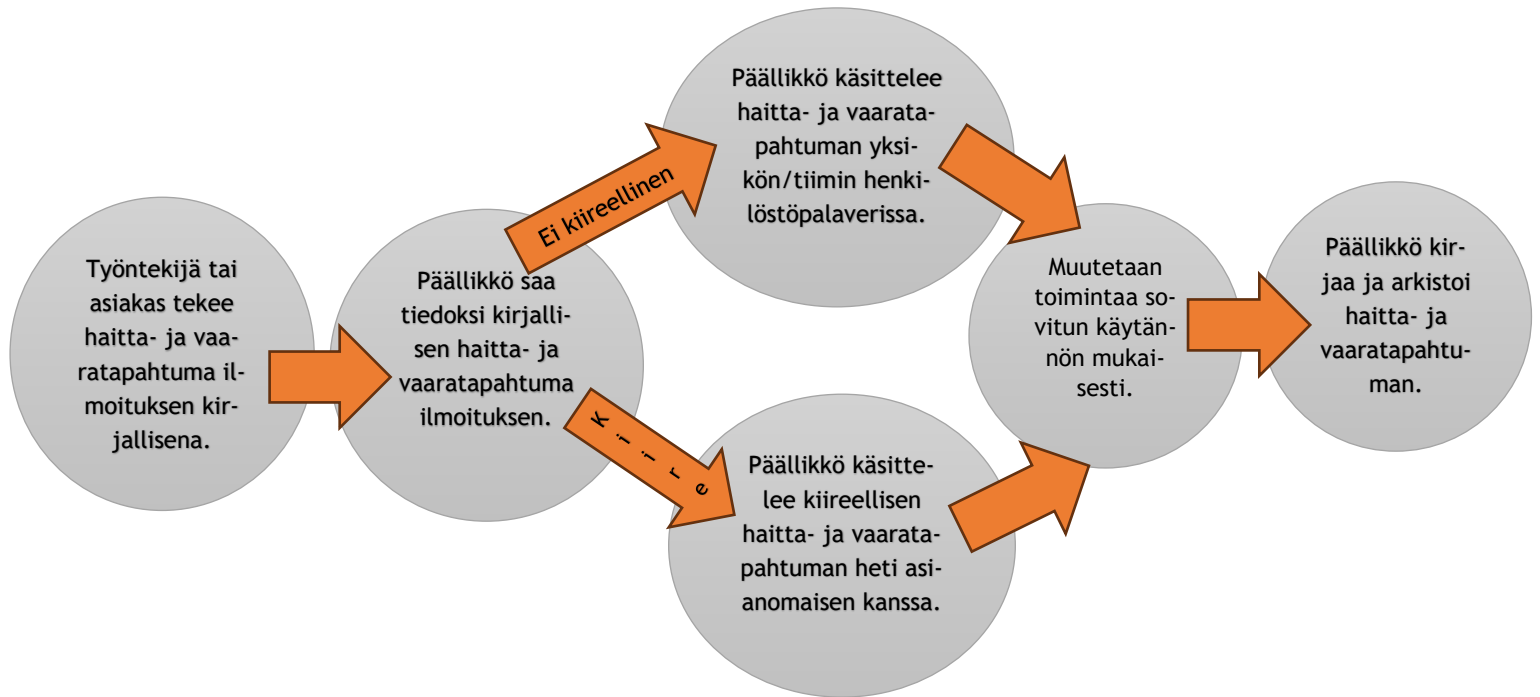 Työntekijä tai
asiakas tekee
haitta- ja vaa-
ratapahtuma il-
moituksen kir-
jallisena.
Päällikkö saa
tiedoksi kirjalli-
sen haitta- ja
vaaratapahtuma
ilmoituksen.
Ei kiireellinen
Päällikkö käsittelee
haitta- ja vaarata-
pahtuman yksi-
kön/tiimin henki-
löstöpalaverissa.
Kiire
Päällikkö käsitte-
lee kiireellisen
haitta- ja vaarata-
pahtuman heti asi-
anomaisen kanssa.
Muutetaan
toimintaa so-
vitun käytän-
nön mukai-
sesti.
Päällikkö kir-
jaa ja arkistoi
haitta- ja
vaaratapahtu-
man.